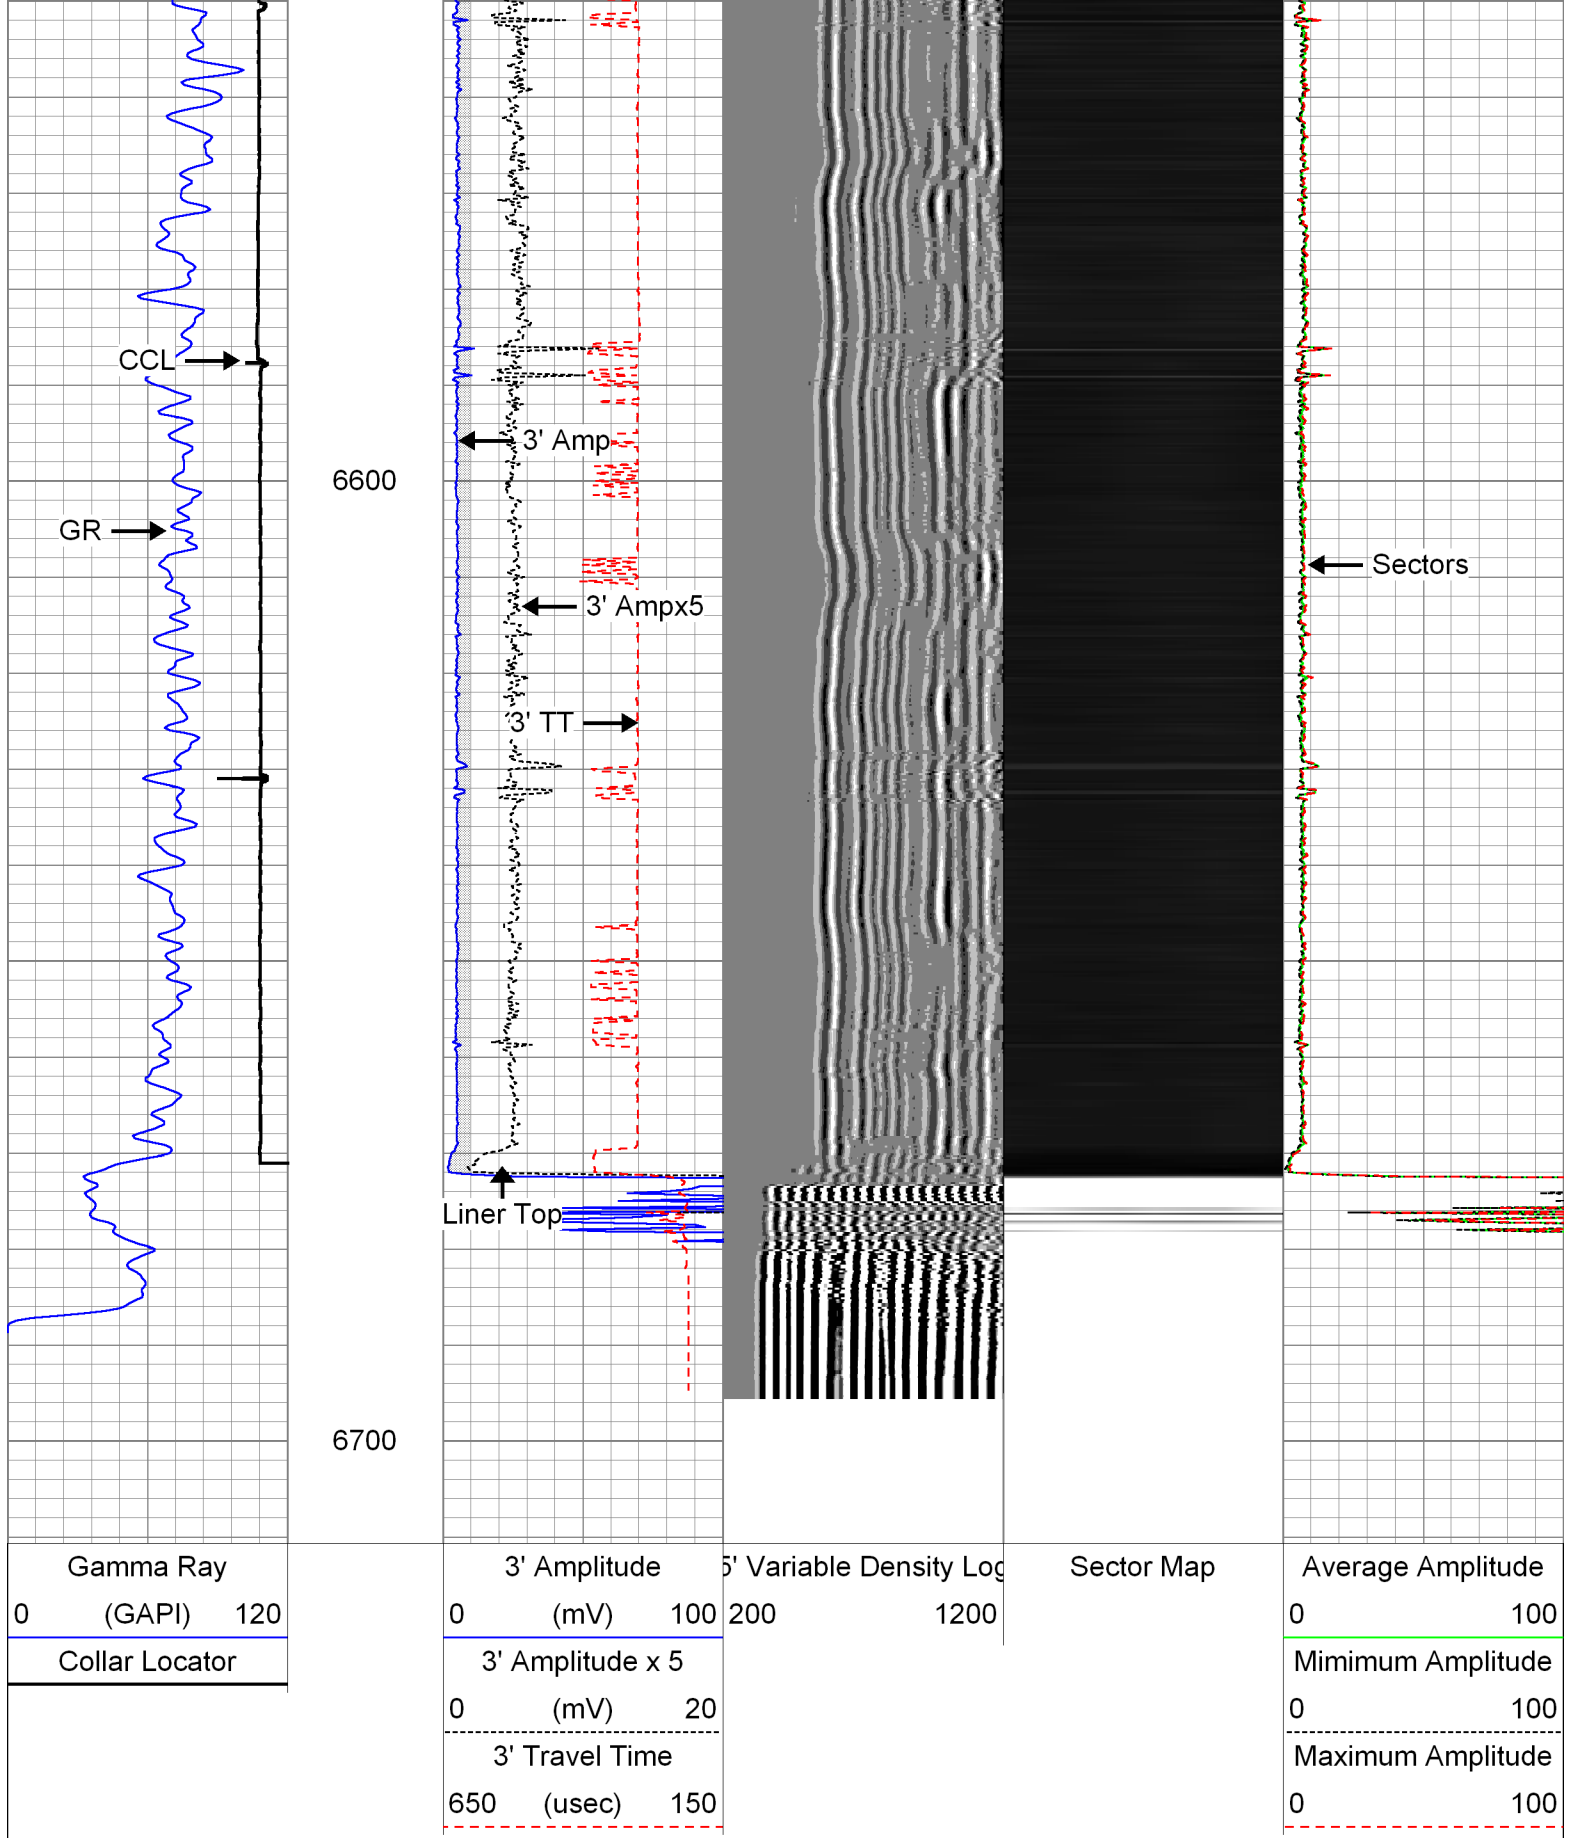 CCL
3' Amp
6600
GR
Sectors
3' Ampx5
3' TT
Liner Top
6700
Gamma Ray
0 (GAPI) 120
Collar Locator
3' Amplitude
0 (mV) 100
3' Amplitude x 5
0 (mV) 20
3' Travel Time
650 (usec) 150
5' Variable Density Log
200 1200
Sector Map
Average Amplitude
0 100
Mimimum Amplitude
0 100
Maximum Amplitude
0 100